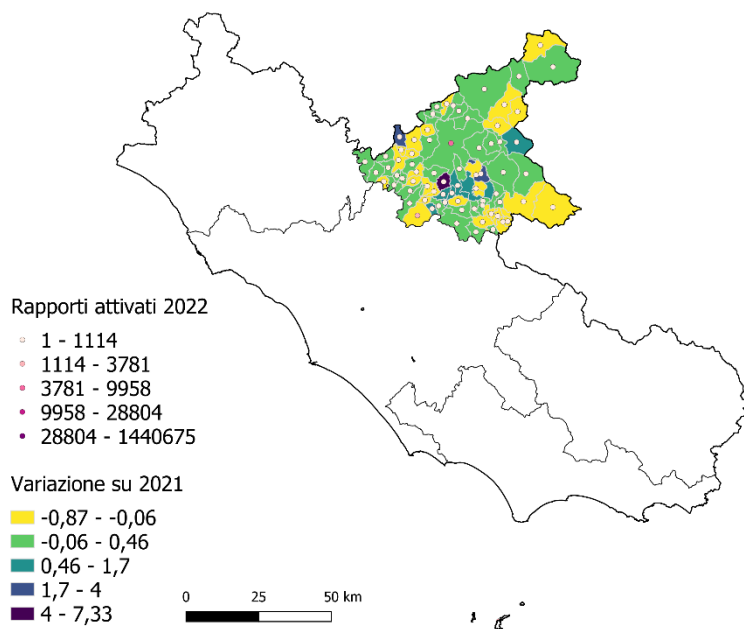 Rapporti attivati 2022
1 - 1114
1114 - 3781
3781 - 9958
9958 - 28804
28804 - 1440675
Variazione su 2021
-0,87 - -0,06
-0,06 - 0,46
0,46 - 1,7
1,7 - 4
4 - 7,33
0 25 50 km